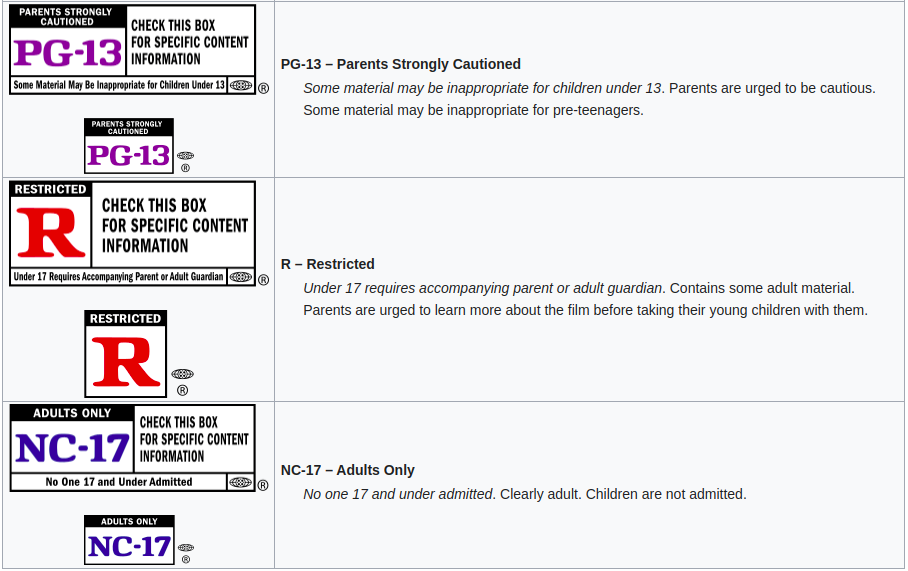 PARENTS STRONGLY
CAUTIONED
PG-13
CHECK THIS BOX
FOR SPECIFIC CONTENT
INFORMATION
Some Material May Be Inappropriate for Children Under 13
®
PARENTS STRONGLY
CAUTIONED
PG-13
®
PG-13 – Parents Strongly Cautioned
Some material may be inappropriate for children under 13. Parents are urged to be cautious.
Some material may be inappropriate for pre-teenagers.
RESTRICTED
R
CHECK THIS BOX
FOR SPECIFIC CONTENT
INFORMATION
Under 17 Requires Accompanying Parent or Adult Guardian
®
RESTRICTED
R
®
R – Restricted
Under 17 requires accompanying parent or adult guardian. Contains some adult material.
Parents are urged to learn more about the film before taking their young children with them.
ADULTS ONLY
NC-17
CHECK THIS BOX
FOR SPECIFIC CONTENT
INFORMATION
No One 17 and Under Admitted
®
ADULTS ONLY
NC-17
®
NC-17 – Adults Only
No one 17 and under admitted. Clearly adult. Children are not admitted.